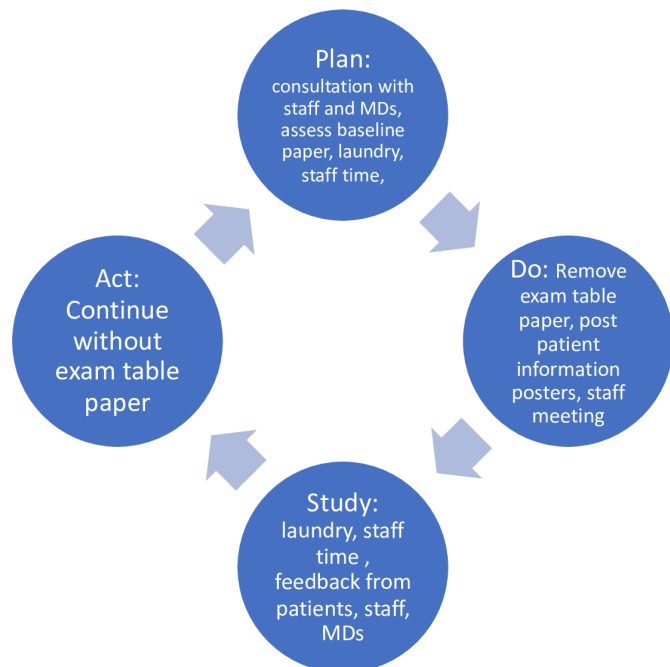 Plan:
consultation with
staff and MDs,
assess baseline
paper, laundry,
staff time,
Do: Remove
exam table
paper, post
patient
information
posters, staff
meeting
Study:
laundry, staff
time ,
feedback from
patients, staff,
MDs
Act:
Continue
without
exam table
paper